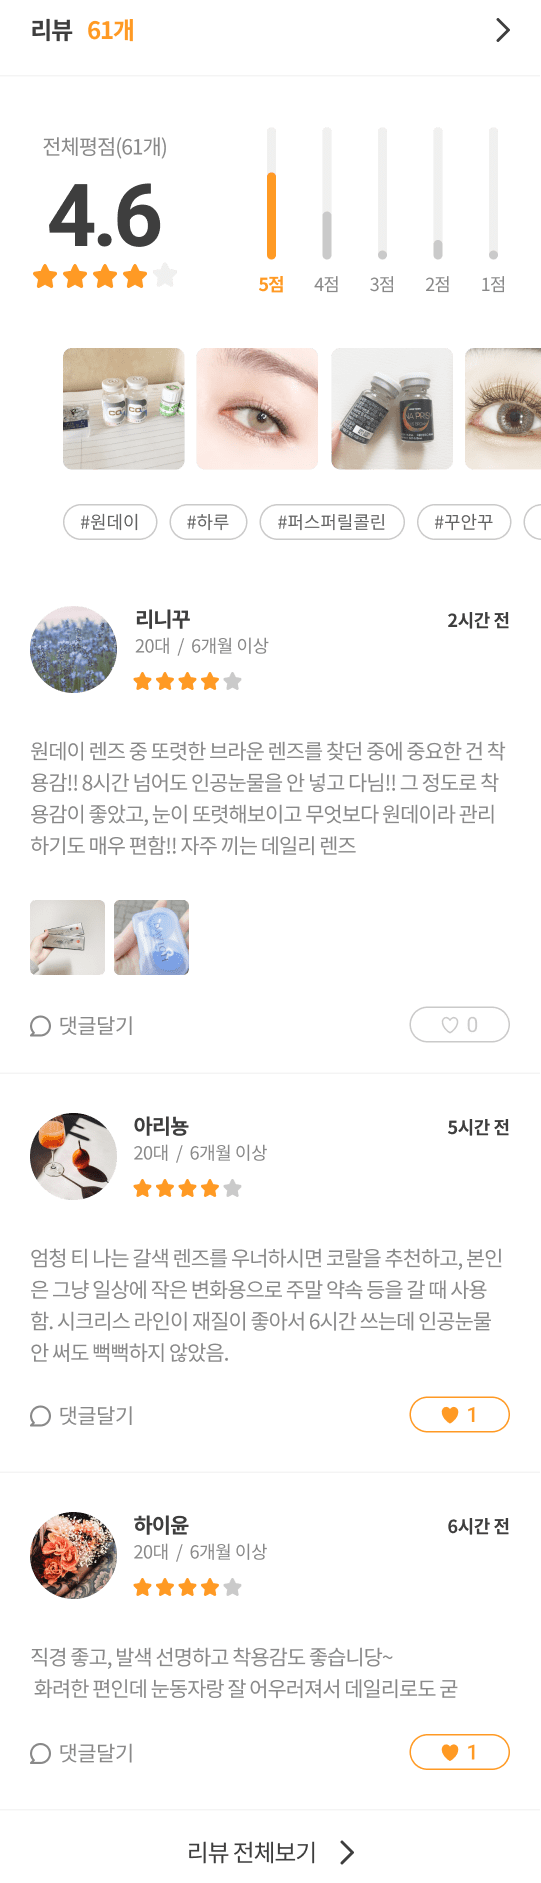 리뷰 61개
전체평점(61개)
4.6
5점 4점 3점 2점 1점
#원데이 #하루 #퍼스퍼릴콜린 #꾸안꾸
리니꾸 2시간 전
20대 / 6개월 이상
원데이 렌즈 중 또렷한 브라운 렌즈를 찾던 중에 중요한 건 착
용감!! 8시간 넘어도 인공눈물을 안 넣고 다님!! 그 정도로 착
용감이 좋았고, 눈이 또렷해보이고 무엇보다 원데이라 관리
하기도 매우 편함!! 자주 끼는 데일리 렌즈
댓글달기 0
아리뇽 5시간 전
20대 / 6개월 이상
엄청 티 나는 갈색 렌즈를 우너하시면 코랄을 추천하고, 본인
은 그냥 일상에 작은 변화용으로 주말 약속 등을 갈 때 사용
함. 시크리스 라인이 재질이 좋아서 6시간 쓰는데 인공눈물
안 써도 뻑뻑하지 않았음.
댓글달기 1
하이윤 6시간 전
20대 / 6개월 이상
직경 좋고, 발색 선명하고 착용감도 좋습니당~
화려한 편인데 눈동자랑 잘 어우러져서 데일리로도 굳
댓글달기 1
리뷰 전체보기